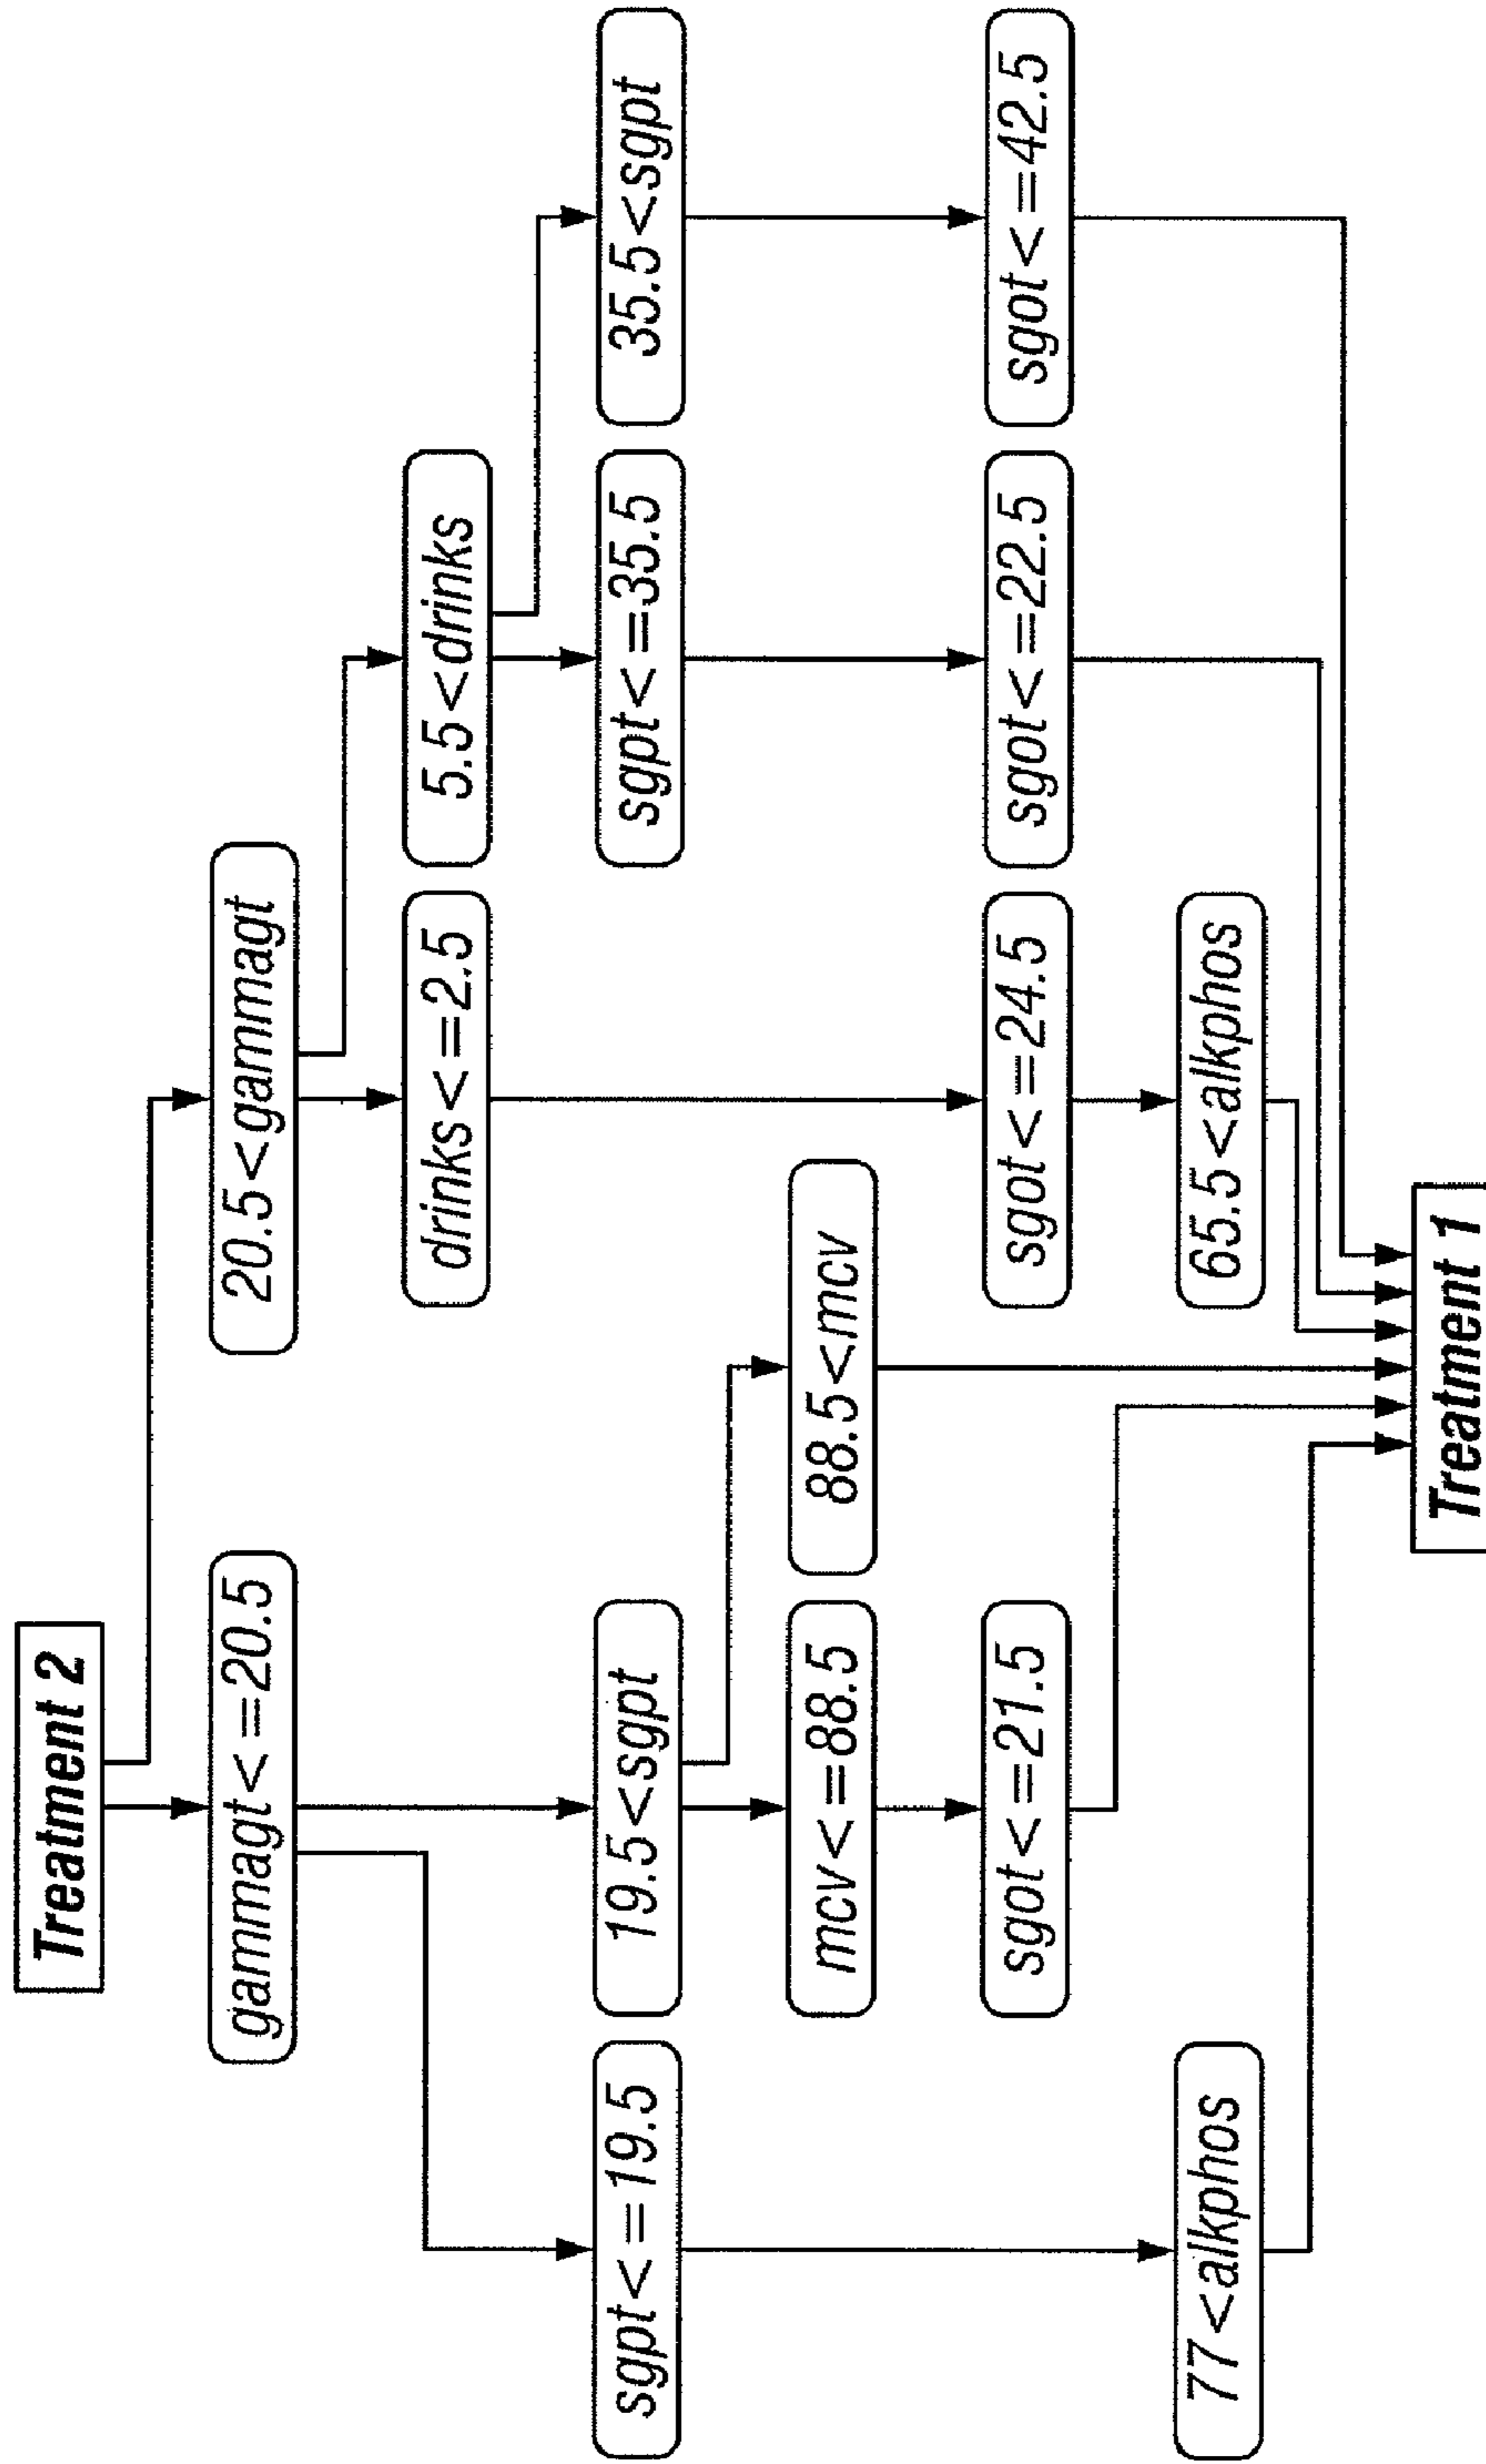 Treatment 2
gammagt<=20.5
20.5<gammagt
drinks<=2.5
5.5<drinks
sgpt<=19.5
19.5<sgpt
sgpt<=35.5
35.5<sgpt
mcv<=88.5
88.5<mcv
sgot<=21.5
sgot<=24.5
sgot<=22.5
sgot<=42.5
77<alkphos
65.5<alkphos
Treatment 1